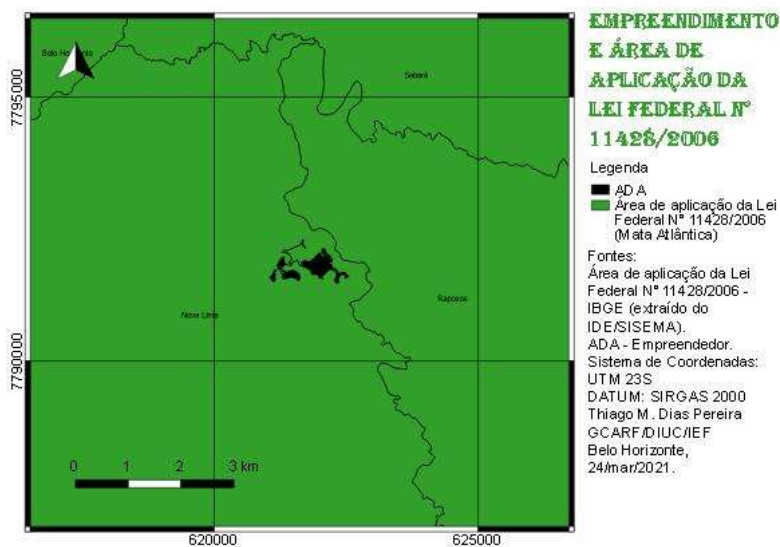 Belo Horizonte
Sabará
7795000
Nova Lima
Raposos
7790000
0 1 2 3 km
620000 625000
EMPREENDIMENTO
E ÁREA DE
APLICAÇÃO DA
LEI FEDERAL Nº
11428/2006
Legenda
ADA
Área de aplicação da Lei
Federal Nº 11428/2006
(Mata Atlântica)
Fontes:
Área de aplicação da Lei
Federal Nº 11428/2006 -
IBGE (extraído do
IDE/SISEMA).
ADA - Empreendedor.
Sistema de Coordenadas:
UTM 23S
DATUM: SIRGAS 2000
Thiago M. Dias Pereira
GCARF/DIUC/IEF
Belo Horizonte,
24/mar/2021.